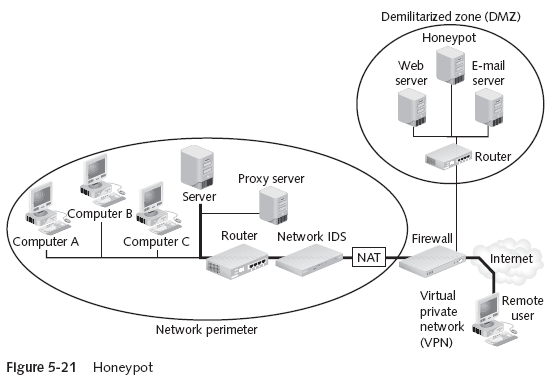 Demilitarized zone (DMZ)
Honeypot
Web
server
E-mail
server
Router
Proxy server
Server
Computer B
Computer A
Computer C
Router
Network IDS
NAT
Firewall
Internet
Virtual
private
network
(VPN)
Remote
user
Network perimeter
Figure 5-21 Honeypot